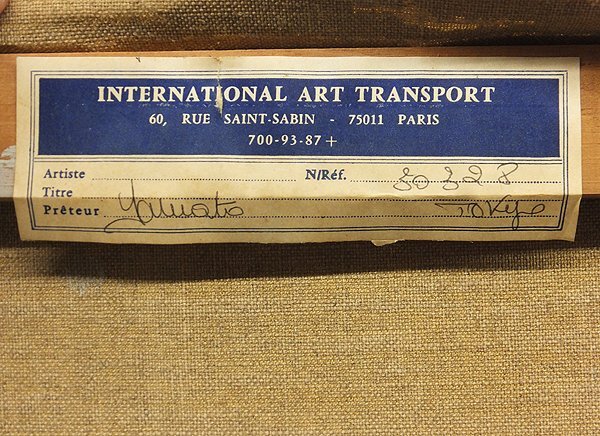 INTERNATIONAL ART TRANSPORT
60, RUE SAINT-SABIN - 75011 PARIS
700-93-87 +
Artiste N/Réf. 80328
Titre
Prêteur Yamato Tokyo